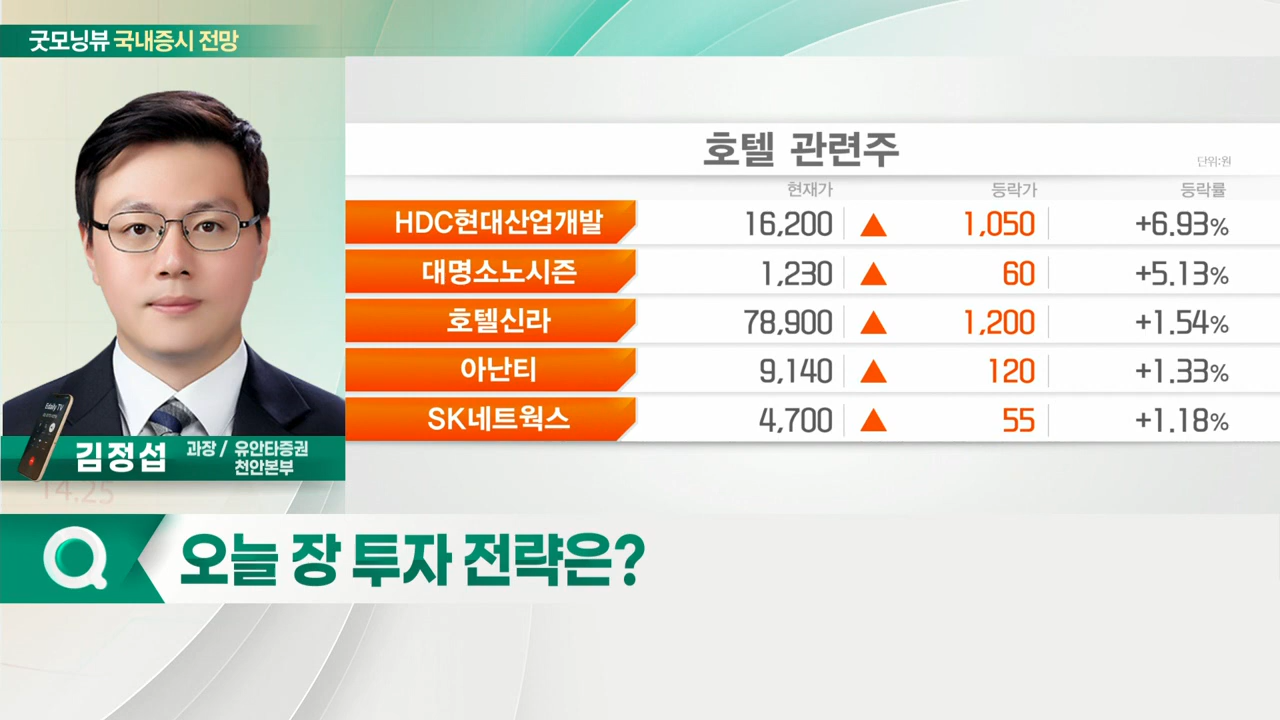 굿모닝뷰 국내증시 전망
호텔 관련주
단위:원
현재가 등락가 등락률
HDC현대산업개발 16,200 ▲ 1,050 +6.93%
대명소노시즌 1,230 ▲ 60 +5.13%
호텔신라 78,900 ▲ 1,200 +1.54%
아난티 9,140 ▲ 120 +1.33%
SK네트웍스 4,700 ▲ 55 +1.18%
Edaily TV
김정섭 과장 / 유안타증권
천안본부
14.25
Q 오늘 장 투자 전략은?